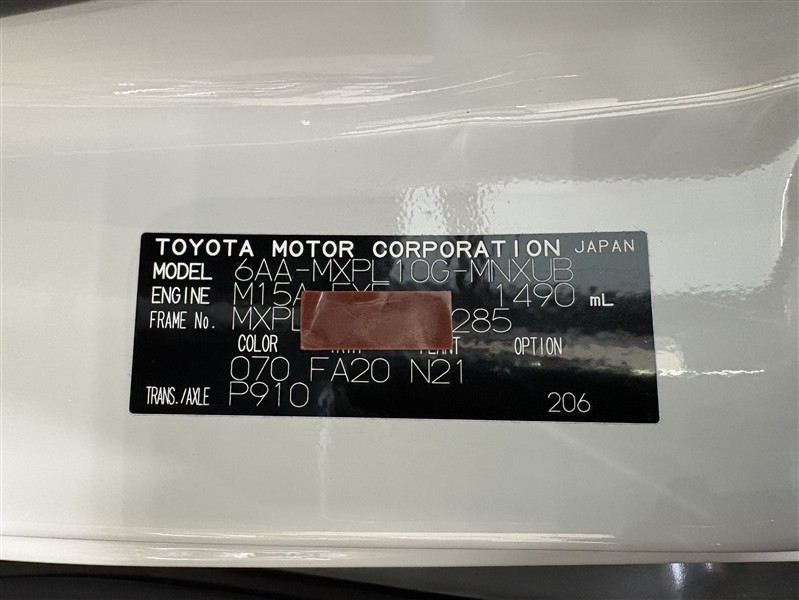 TOYOTA MOTOR CORPORATION JAPAN
MODEL 6AA-MXPL10G-MNXUB
ENGINE M15A 1490 mL
FRAME No. MXPL 285
COLOR PLANT OPTION
070 FA20 N21
TRANS./AXLE P910 206